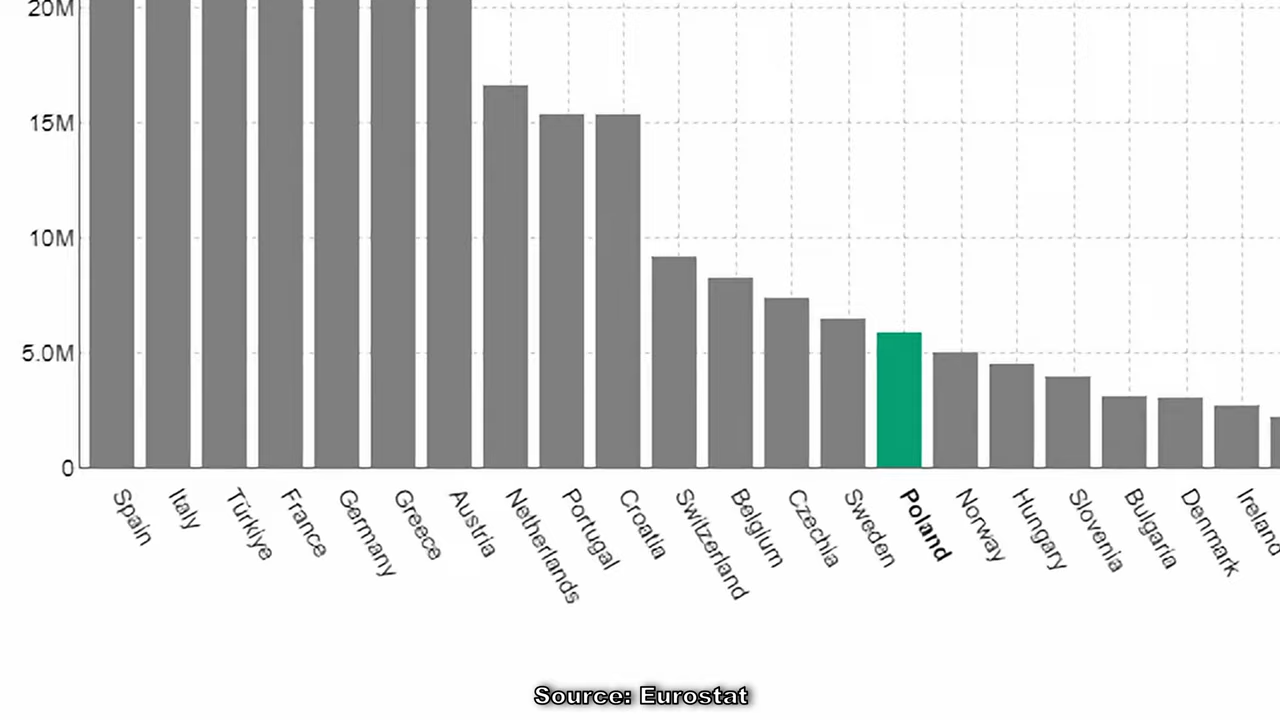 20M
15M
10M
5.0M
0
Spain
Italy
Türkiye
France
Germany
Greece
Austria
Netherlands
Portugal
Croatia
Switzerland
Belgium
Czechia
Sweden
Poland
Norway
Hungary
Slovenia
Bulgaria
Denmark
Ireland
Source: Eurostat